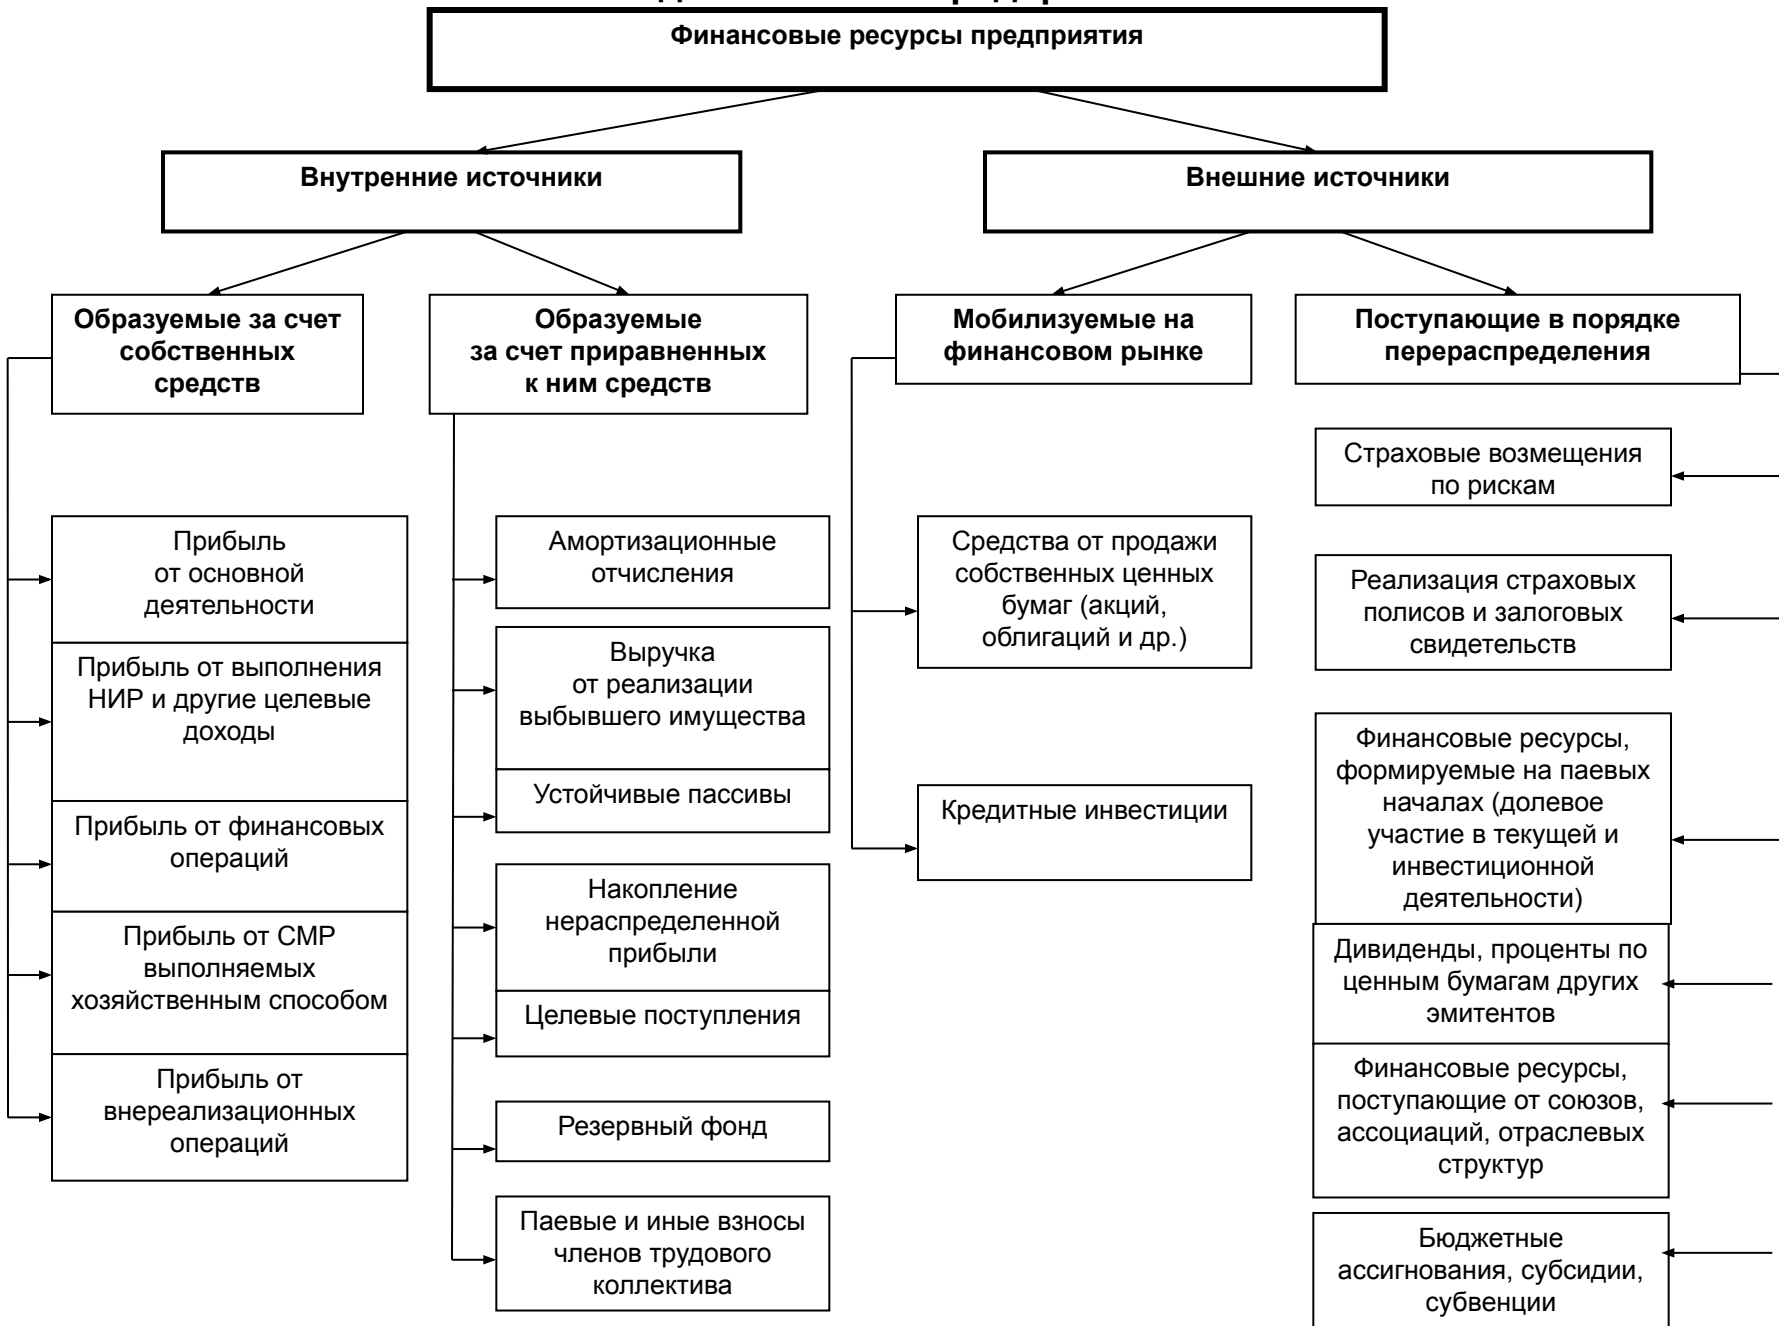 Финансовые ресурсы предприятия
Внутренние источники
Внешние источники
Образуемые за счет
собственных
средств
Образуемые
за счет приравненных
к ним средств
Мобилизуемые на
финансовом рынке
Поступающие в порядке
перераспределения
Прибыль
от основной
деятельности
Прибыль от выполнения
НИР и другие целевые
доходы
Прибыль от финансовых
операций
Прибыль от СМР
выполняемых
хозяйственным способом
Прибыль от
внереализационных
операций
Амортизационные
отчисления
Выручка
от реализации
выбывшего имущества
Устойчивые пассивы
Накопление
нераспределенной
прибыли
Целевые поступления
Резервный фонд
Паевые и иные взносы
членов трудового
коллектива
Средства от продажи
собственных ценных
бумаг (акций,
облигаций и др.)
Кредитные инвестиции
Страховые возмещения
по рискам
Реализация страховых
полисов и залоговых
свидетельств
Финансовые ресурсы,
формируемые на паевых
началах (долевое
участие в текущей и
инвестиционной
деятельности)
Дивиденды, проценты по
ценным бумагам других
эмитентов
Финансовые ресурсы,
поступающие от союзов,
ассоциаций, отраслевых
структур
Бюджетные
ассигнования, субсидии,
субвенции